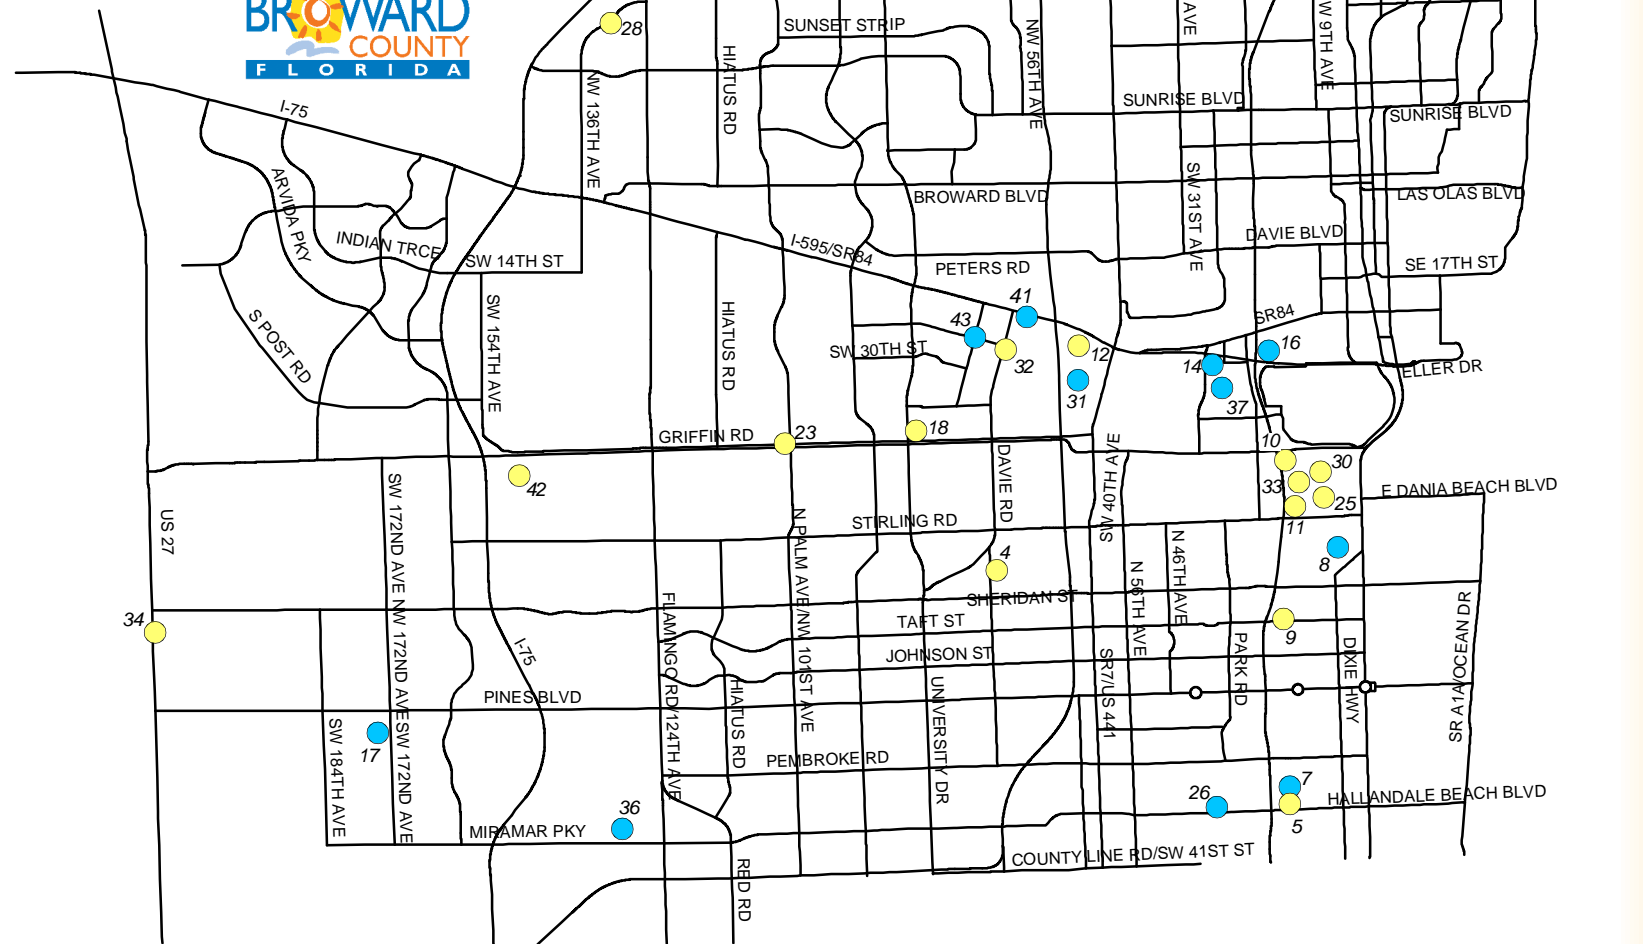 BROWARD
COUNTY
FLORIDA
28
SUNSET STRIP
HIATUS RD
NW 56TH AVE
AVE
W 9TH AVE
I-75
NW 136TH AVE
SUNRISE BLVD
SUNRISE BLVD
ARVIDA PKY
BROWARD BLVD
SW 31ST AVE
LAS OLAS BLVD
INDIAN TRCE
SW 14TH ST
I-595/SR84
DAVIE BLVD
PETERS RD
SE 17TH ST
S POST RD
SW 154TH AVE
HIATUS RD
41
43
SR84
SW 30TH ST
32
12
14
16
ELLER DR
31
37
GRIFFIN RD
23
18
10
42
DAVIE RD
SW 40TH AVE
30
33
25
E DANIA BEACH BLVD
US 27
SW 172ND AVE
N PALM AVE/NW 101ST AVE
STIRLING RD
11
N 46TH AVE
8
4
N 56TH AVE
34
NW 172ND AVE
FLAMINGO RD/124TH AVE
SHERIDAN ST
TAFT ST
9
SR A1A/OCEAN DR
I-75
JOHNSON ST
SR7/US 441
PARK RD
DIXIE HWY
PINES BLVD
HIATUS RD
UNIVERSITY DR
SW 184TH AVE
17
SW 172ND AVE
PEMBROKE RD
7
26
HALLANDALE BEACH BLVD
36
5
MIRAMAR PKY
COUNTY LINE RD/SW 41ST ST
RED RD